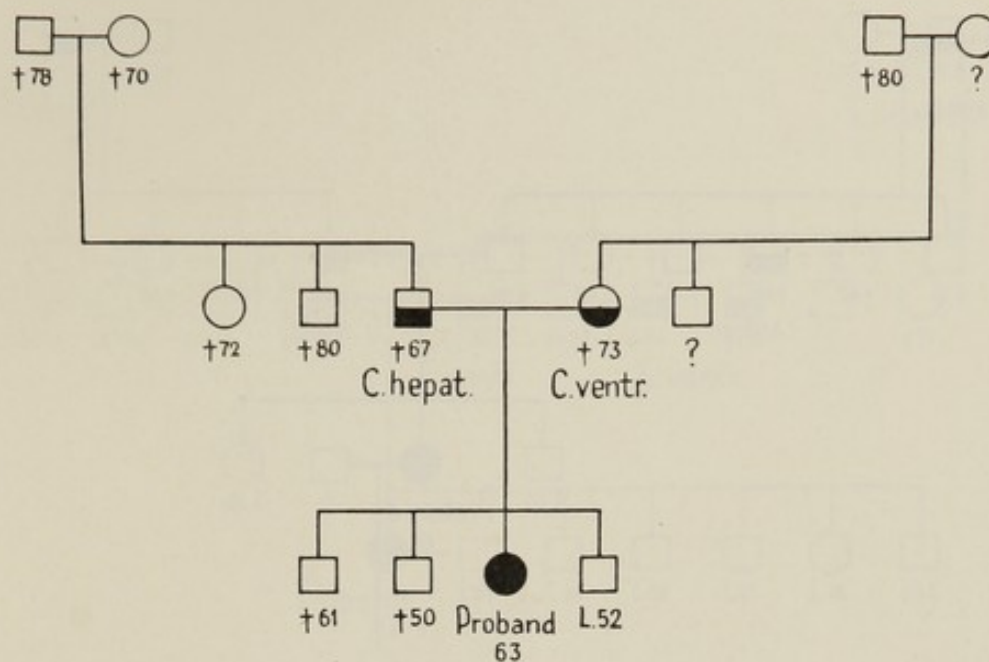 †78 †70 †80 ?
†72 †80 †67 †73 ?
C.hepat. C.ventr.
†61 †50 Proband L.52
63